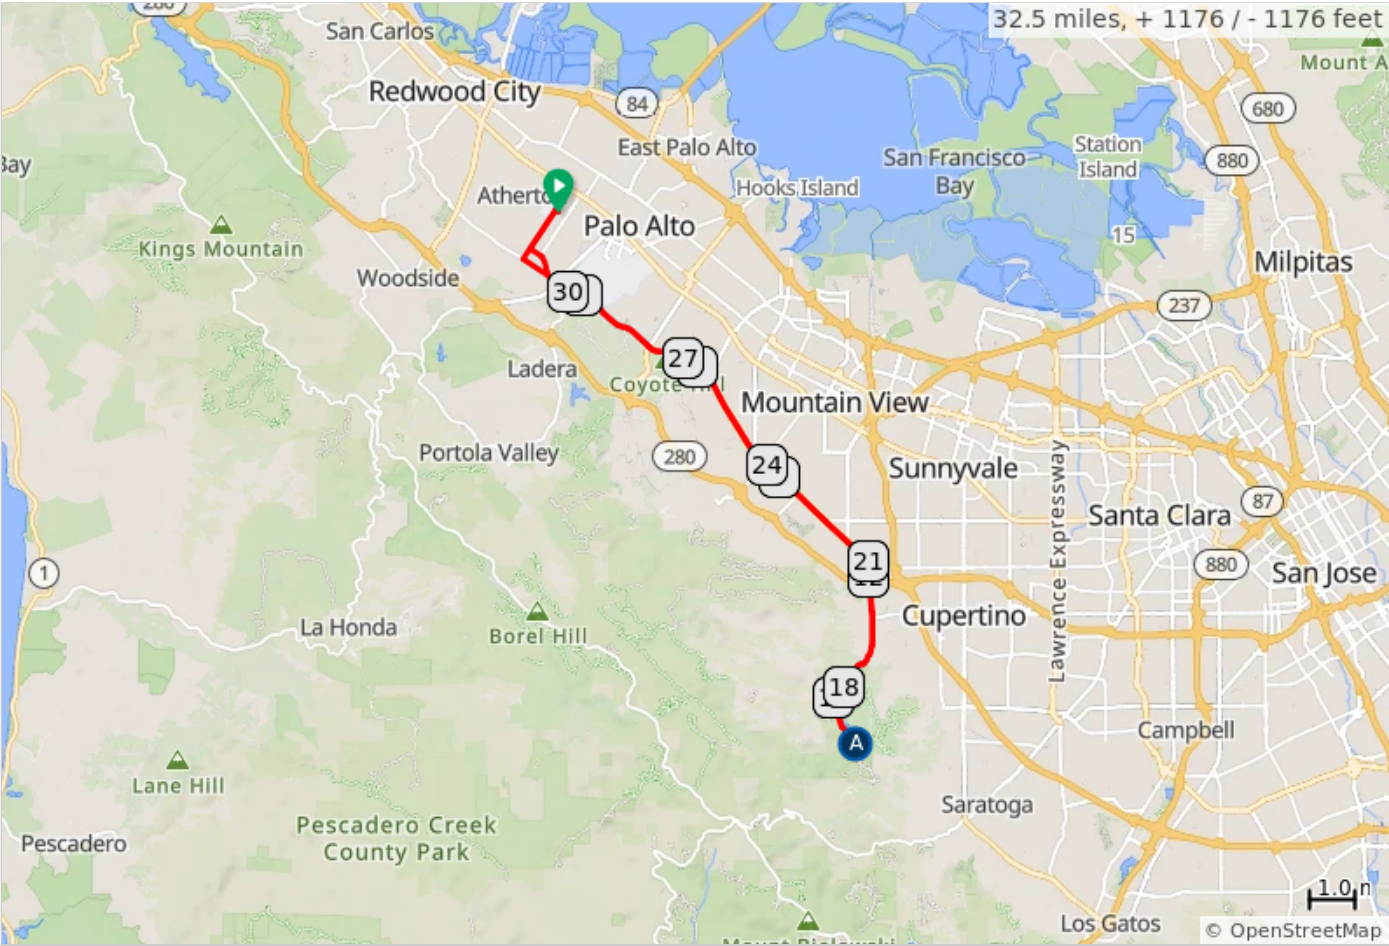 280
San Carlos
32.5 miles, + 1176 / - 1176 feet
Mount A
Redwood City
84
680
East Palo Alto
Station
Island
880
Bay
San Francisco
Bay
Hooks Island
Atherto
Palo Alto
15
Kings Mountain
Milpitas
Woodside
30
237
27
Ladera
Coyote Hill
Mountain View
Portola Valley
280
24
Sunnyvale
Lawrence Expressway
87
Santa Clara
1
21
880
San Jose
12
La Honda
Borel Hill
Cupertino
18
A
Campbell
Lane Hill
Saratoga
Pescadero Creek
County Park
Pescadero
1.0 m
Los Gatos
© OpenStreetMap